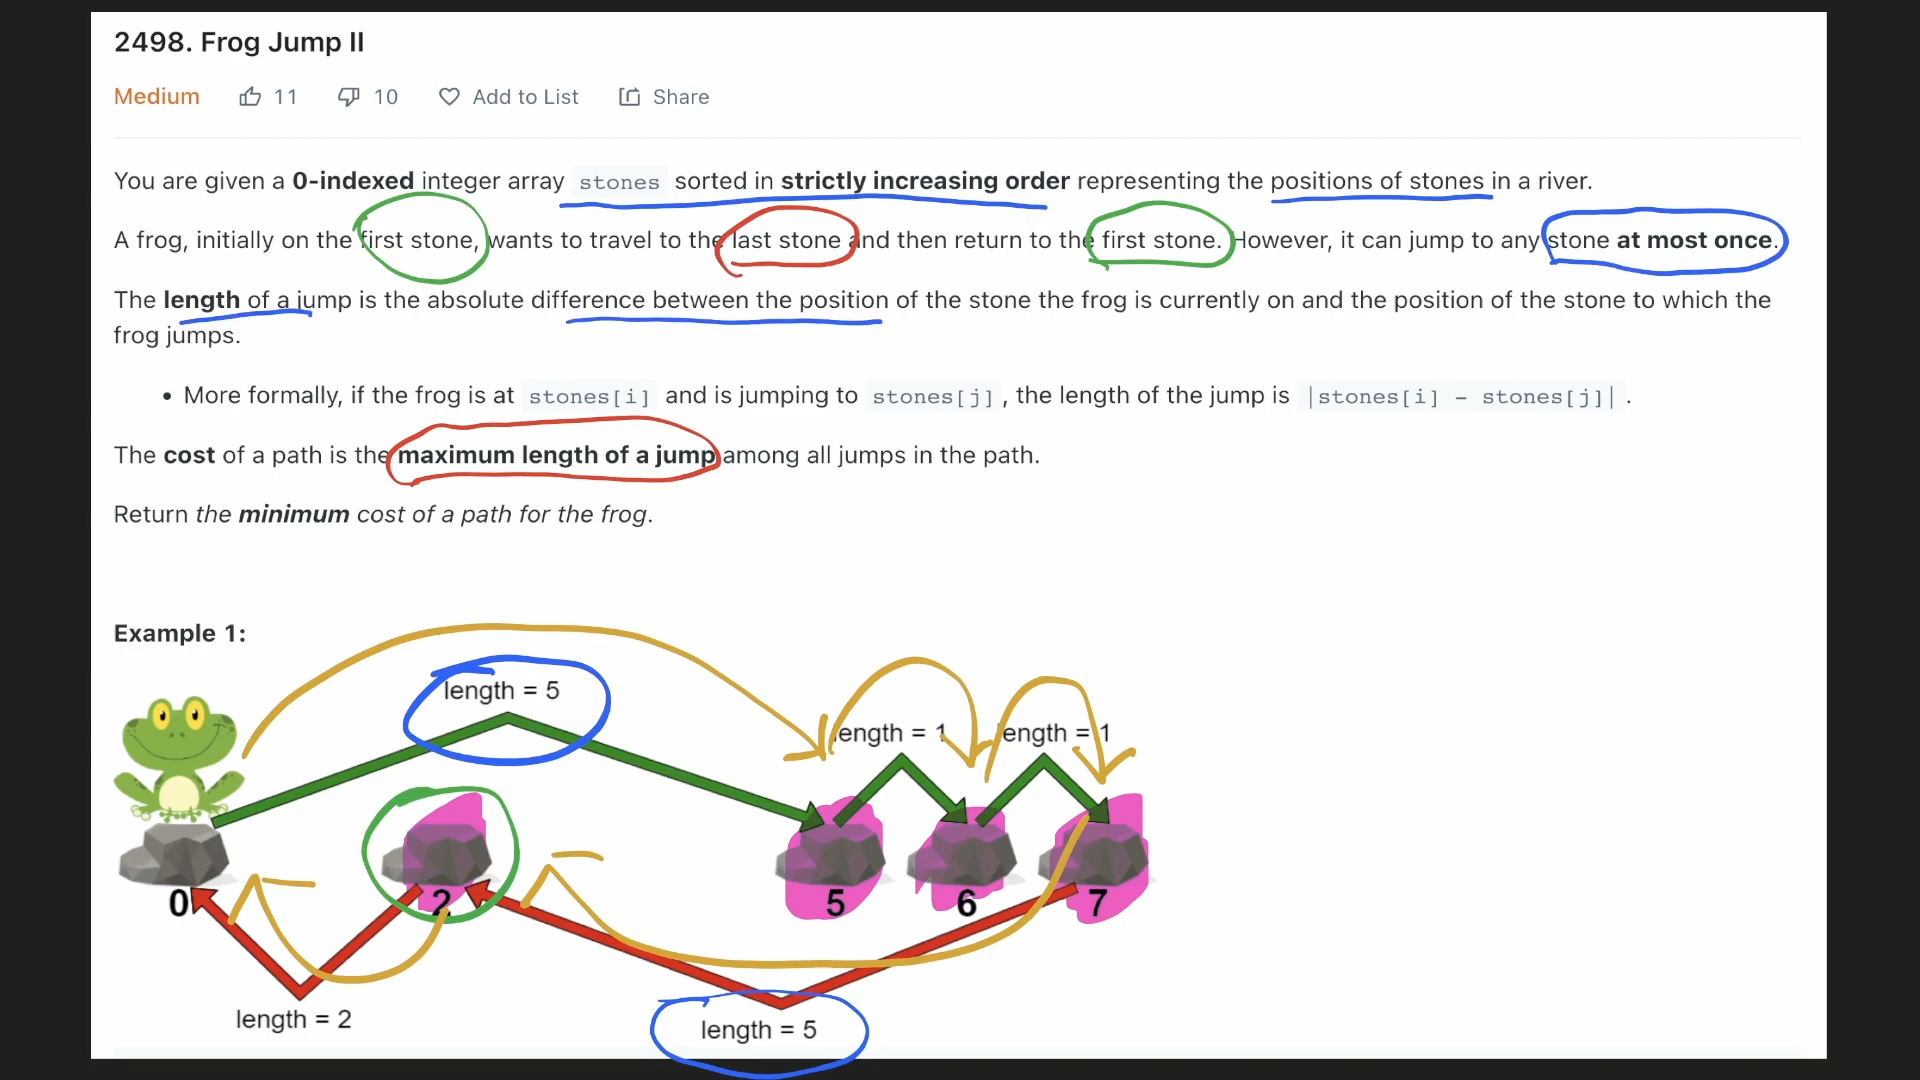 2498. Frog Jump II
Medium 11 10 Add to List Share
You are given a 0-indexed integer array stones sorted in strictly increasing order representing the positions of stones in a river.
A frog, initially on the first stone, wants to travel to the last stone and then return to the first stone. However, it can jump to any stone at most once.
The length of a jump is the absolute difference between the position of the stone the frog is currently on and the position of the stone to which the
frog jumps.
• More formally, if the frog is at stones[i] and is jumping to stones[j], the length of the jump is |stones[i] - stones[j]|.
The cost of a path is the maximum length of a jump among all jumps in the path.
Return the minimum cost of a path for the frog.
Example 1:
length = 5
length = 1 length = 1
0 2 5 6 7
length = 2
length = 5